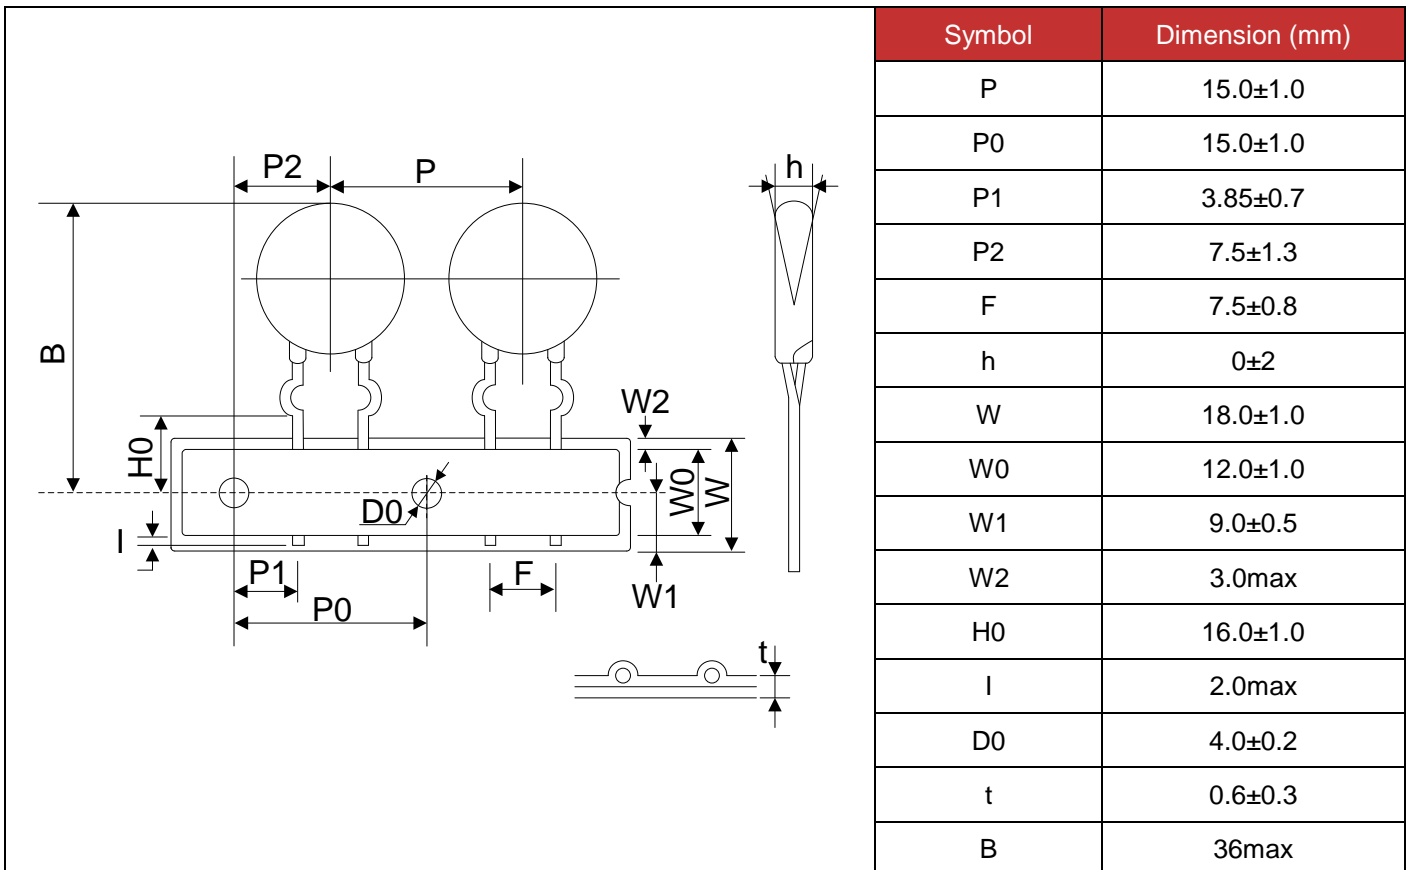 Symbol Dimension (mm)
P 15.0±1.0
P0 15.0±1.0
P1 3.85±0.7
P2 7.5±1.3
F 7.5±0.8
h 0±2
W 18.0±1.0
W0 12.0±1.0
W1 9.0±0.5
W2 3.0max
H0 16.0±1.0
I 2.0max
D0 4.0±0.2
t 0.6±0.3
B 36max
P2 P h
B
W2
H0
W0 W
D0
I
P1 F
W1
P0
t